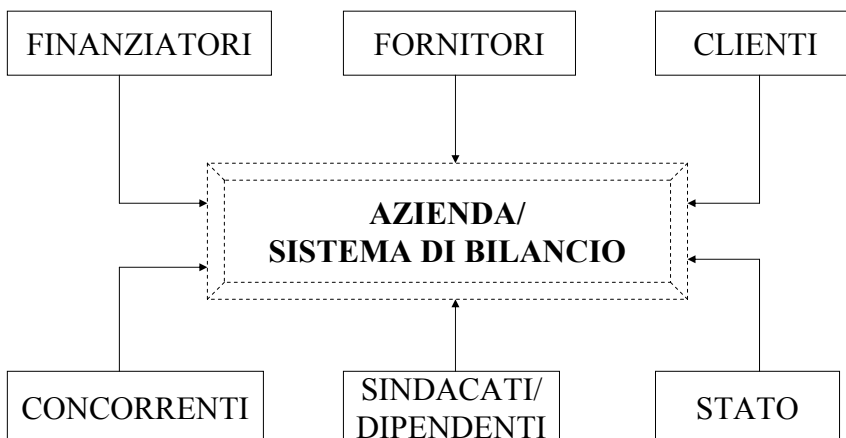 FINANZIATORI
FORNITORI
CLIENTI
AZIENDA/
SISTEMA DI BILANCIO
CONCORRENTI
SINDACATI/
DIPENDENTI
STATO